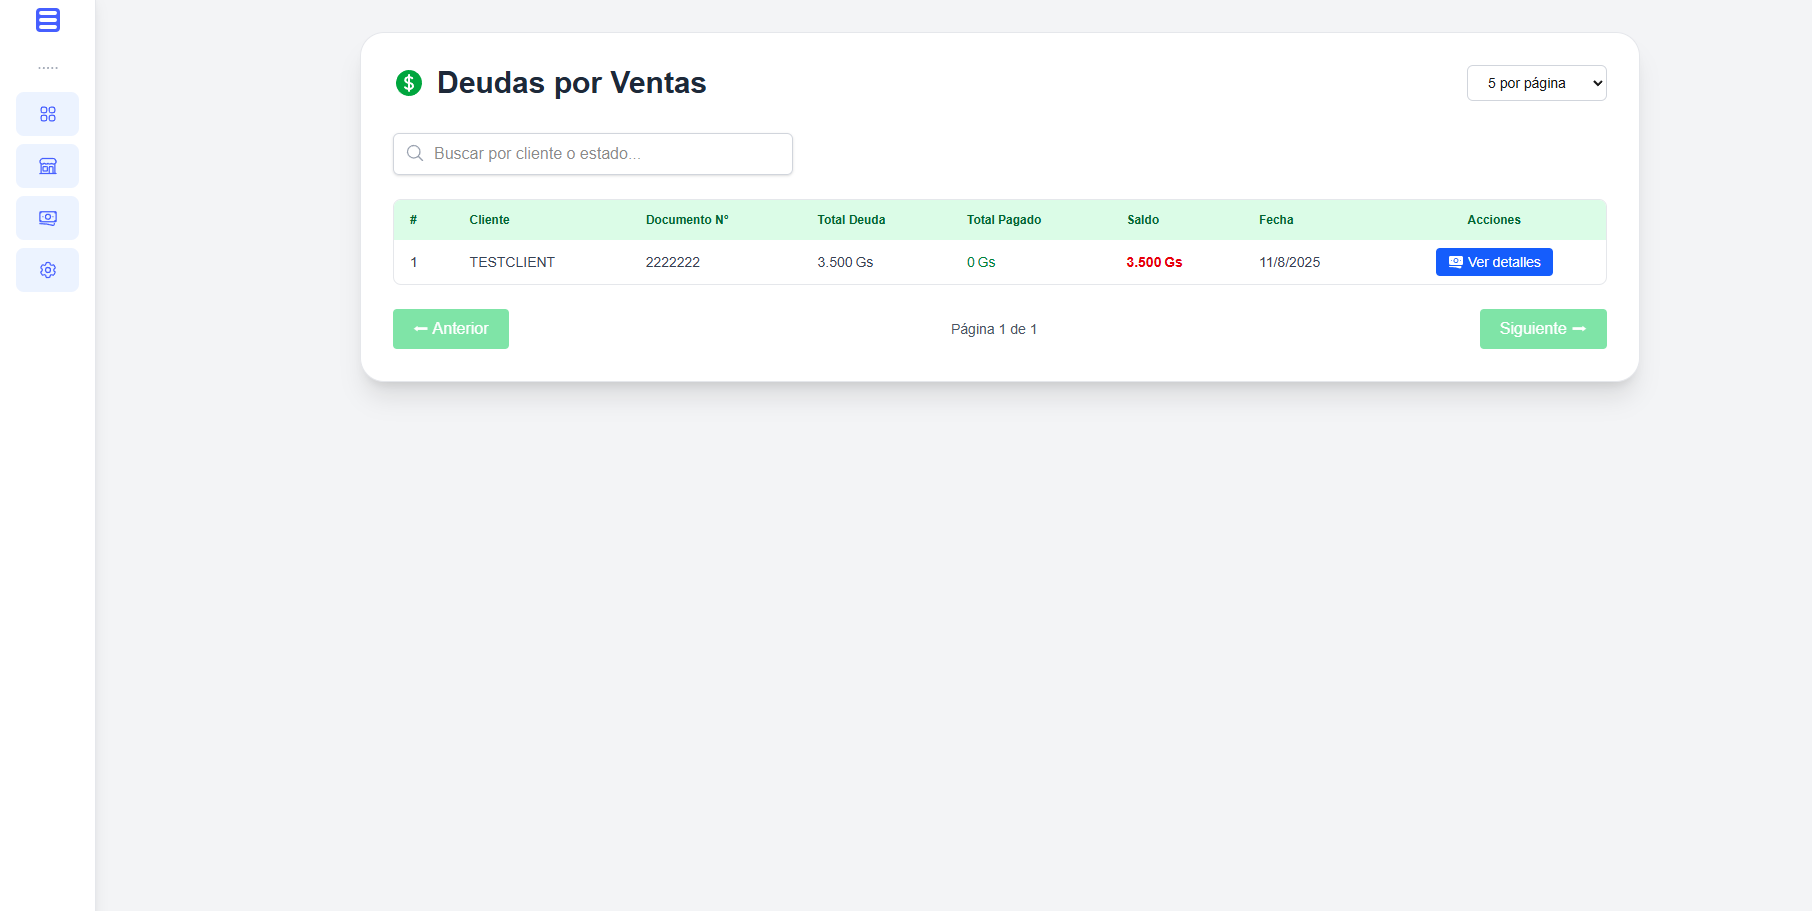 .....
Deudas por Ventas
5 por página
Buscar por cliente o estado...
# Cliente Documento N° Total Deuda Total Pagado Saldo Fecha Acciones
1 TESTCLIENT 2222222 3.500 Gs 0 Gs 3.500 Gs 11/8/2025 Ver detalles
⬅ Anterior Página 1 de 1 Siguiente ➡